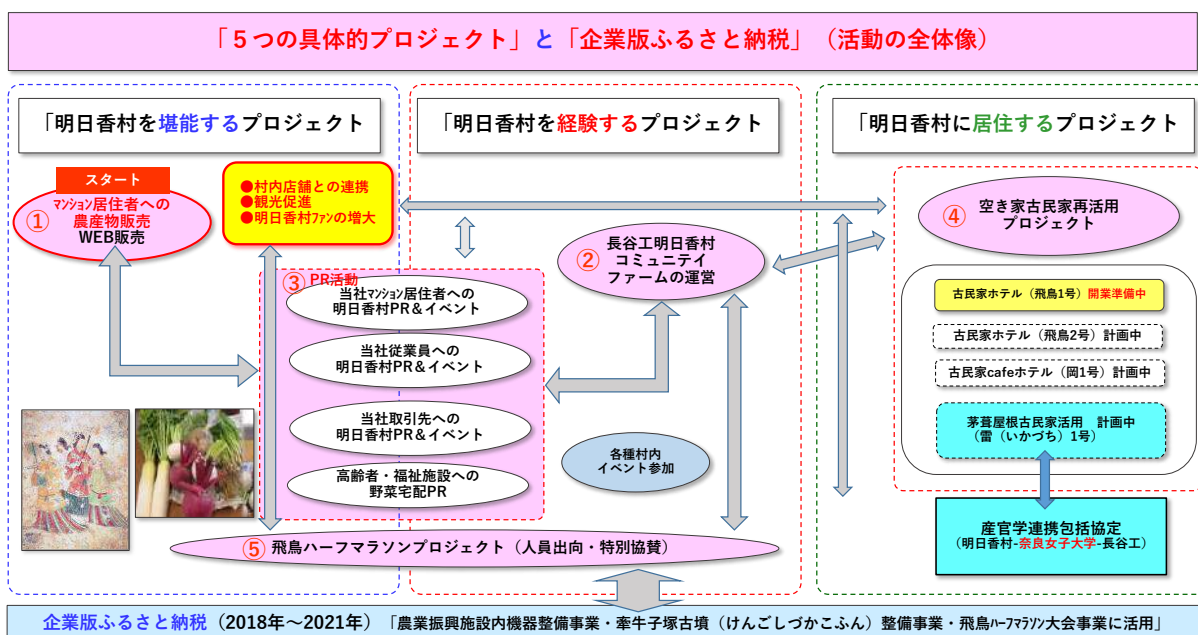 「５つの具体的プロジェクト」と「企業版ふるさと納税」（活動の全体像）
「明日香村を堪能するプロジェクト
「明日香村を経験するプロジェクト
「明日香村に居住するプロジェクト
スタート
①
ﾏﾝｼｮﾝ居住者への
農産物販売
WEB販売
●村内店舗との連携
●観光促進
●明日香村ﾌｧﾝの増大
②
長谷工明日香村
コミュニテイ
ファームの運営
④
空き家古民家再活用
プロジェクト
③ PR活動
当社ﾏﾝｼｮﾝ居住者への
明日香村PR＆イベント
当社従業員への
明日香村PR＆イベント
当社取引先への
明日香村PR＆イベント
高齢者・福祉施設への
野菜宅配PR
各種村内
イベント参加
古民家ホテル（飛鳥1号）開業準備中
古民家ホテル（飛鳥2号）計画中
古民家cafeホテル（岡1号）計画中
茅葺屋根古民家活用　計画中
（雷（いかづち）1号）
産官学連携包括協定
（明日香村-奈良女子大学-長谷工）
⑤ 飛鳥ハーフマラソンプロジェクト（人員出向・特別協賛）
企業版ふるさと納税（2018年～2021年）「農業振興施設内機器整備事業・牽牛子塚古墳（けんごしづかこふん）整備事業・飛鳥ﾊｰﾌﾏﾗｿﾝ大会事業に活用」